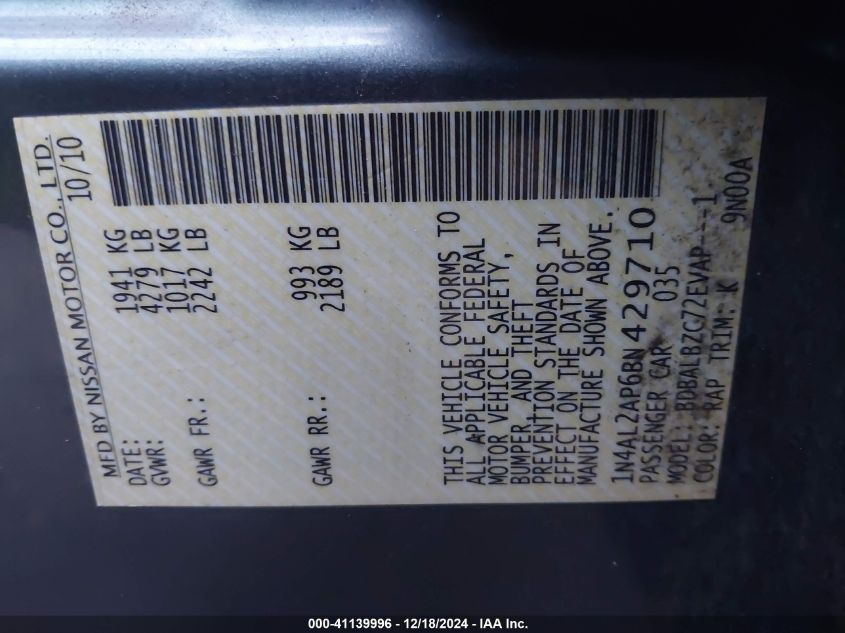 MFD BY NISSAN MOTOR CO., LTD.
DATE: 10/10
GVWR: 1941 KG
4279 LB
GAWR FR.: 1017 KG
2242 LB
GAWR RR.: 993 KG
2189 LB
THIS VEHICLE CONFORMS TO
ALL APPLICABLE FEDERAL
MOTOR VEHICLE SAFETY,
BUMPER, AND THEFT
PREVENTION STANDARDS IN
EFFECT ON THE DATE OF
MANUFACTURE SHOWN ABOVE.
1N4AL2AP6BN429710
PASSENGER CAR 035
MODEL: BDBALBZC72EVAP---1
COLOR: RAP TRIM: K 9N00A
000-41139996 - 12/18/2024 - IAA Inc.